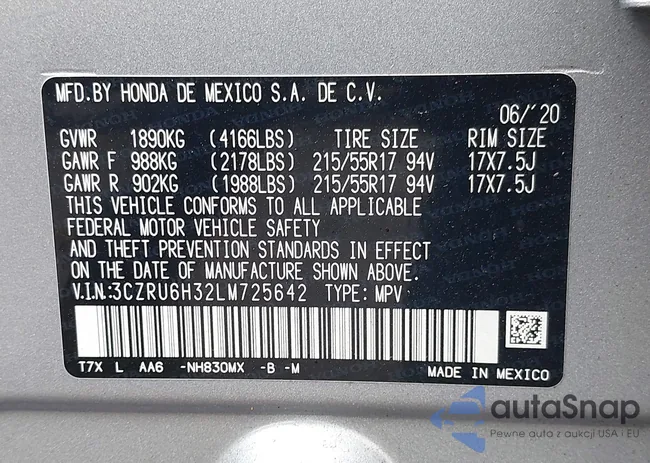 MFD.BY HONDA DE MEXICO S.A. DE C.V.
06/'20
GVWR 1890KG (4166LBS) TIRE SIZE RIM SIZE
GAWR F 988KG (2178LBS) 215/55R17 94V 17X7.5J
GAWR R 902KG (1988LBS) 215/55R17 94V 17X7.5J
THIS VEHICLE CONFORMS TO ALL APPLICABLE
FEDERAL MOTOR VEHICLE SAFETY
AND THEFT PREVENTION STANDARDS IN EFFECT
ON THE DATE OF MANUFACTURE SHOWN ABOVE.
V.I.N:3CZRU6H32LM725642 TYPE: MPV
T7X L AA6 -NH830MX -B -M
MADE IN MEXICO
autaSnap
Pewne auta z aukcji USA i EU